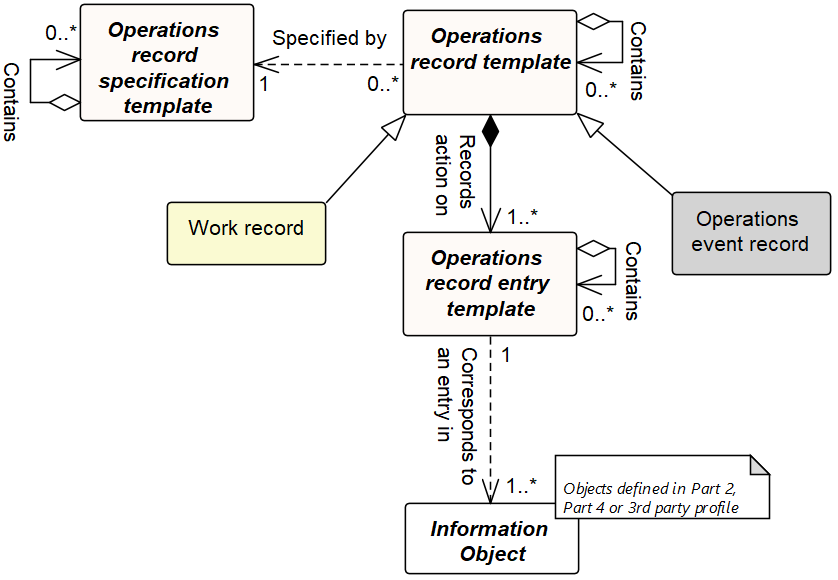 Operations
record
specification
template
0..*
Contains
Specified by
1
0..*
Operations
record template
Contains
0..*
Records
action on
1..*
Work record
Operations
event record
Operations
record entry
template
Contains
0..*
1
Corresponds to
an entry in
1..*
Objects defined in Part 2,
Part 4 or 3rd party profile
Information
Object